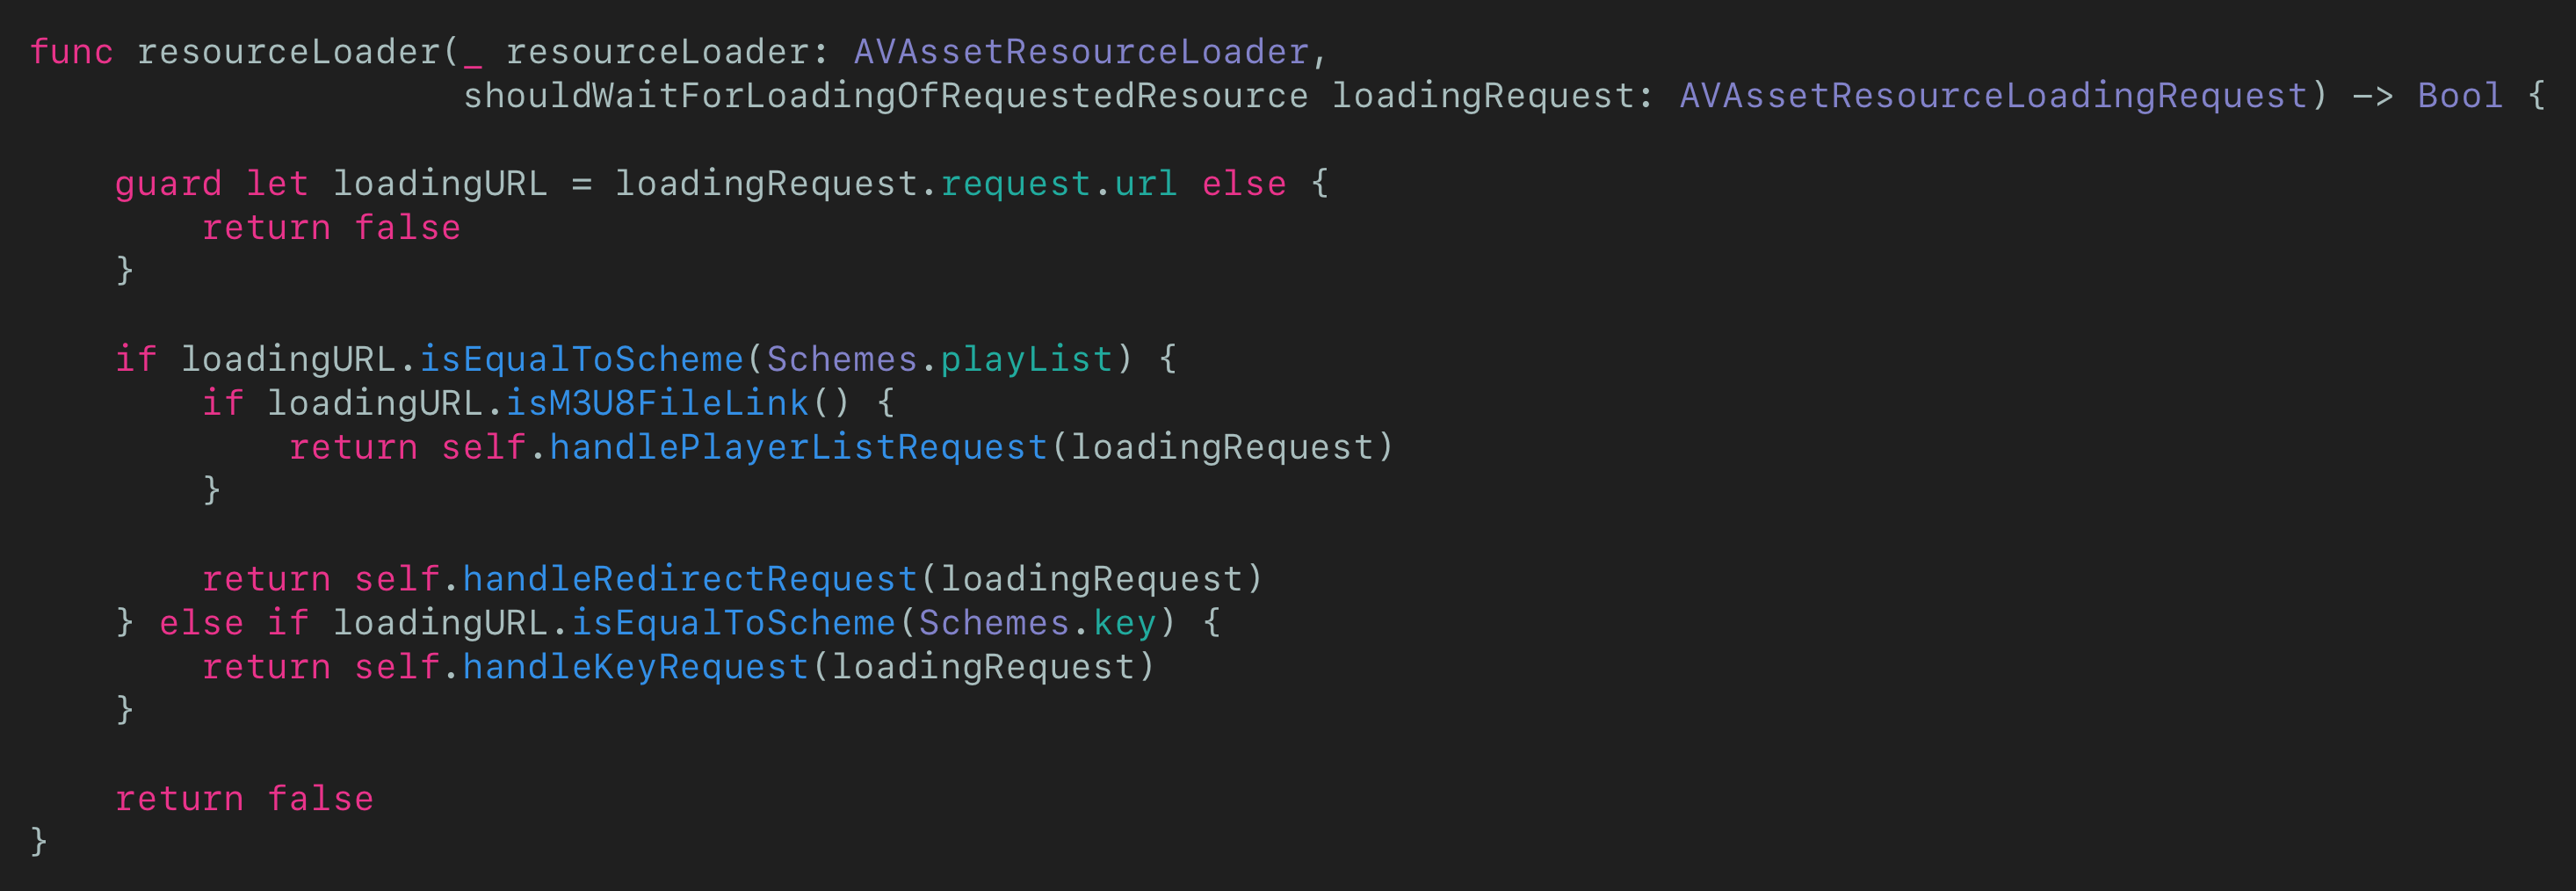 func resourceLoader(_ resourceLoader: AVAssetResourceLoader,
                    shouldWaitForLoadingOfRequestedResource loadingRequest: AVAssetResourceLoadingRequest) -> Bool {

    guard let loadingURL = loadingRequest.request.url else {
        return false
    }

    if loadingURL.isEqualToScheme(Schemes.playList) {
        if loadingURL.isM3U8FileLink() {
            return self.handlePlayerListRequest(loadingRequest)
        }

        return self.handleRedirectRequest(loadingRequest)
    } else if loadingURL.isEqualToScheme(Schemes.key) {
        return self.handleKeyRequest(loadingRequest)
    }

    return false
}